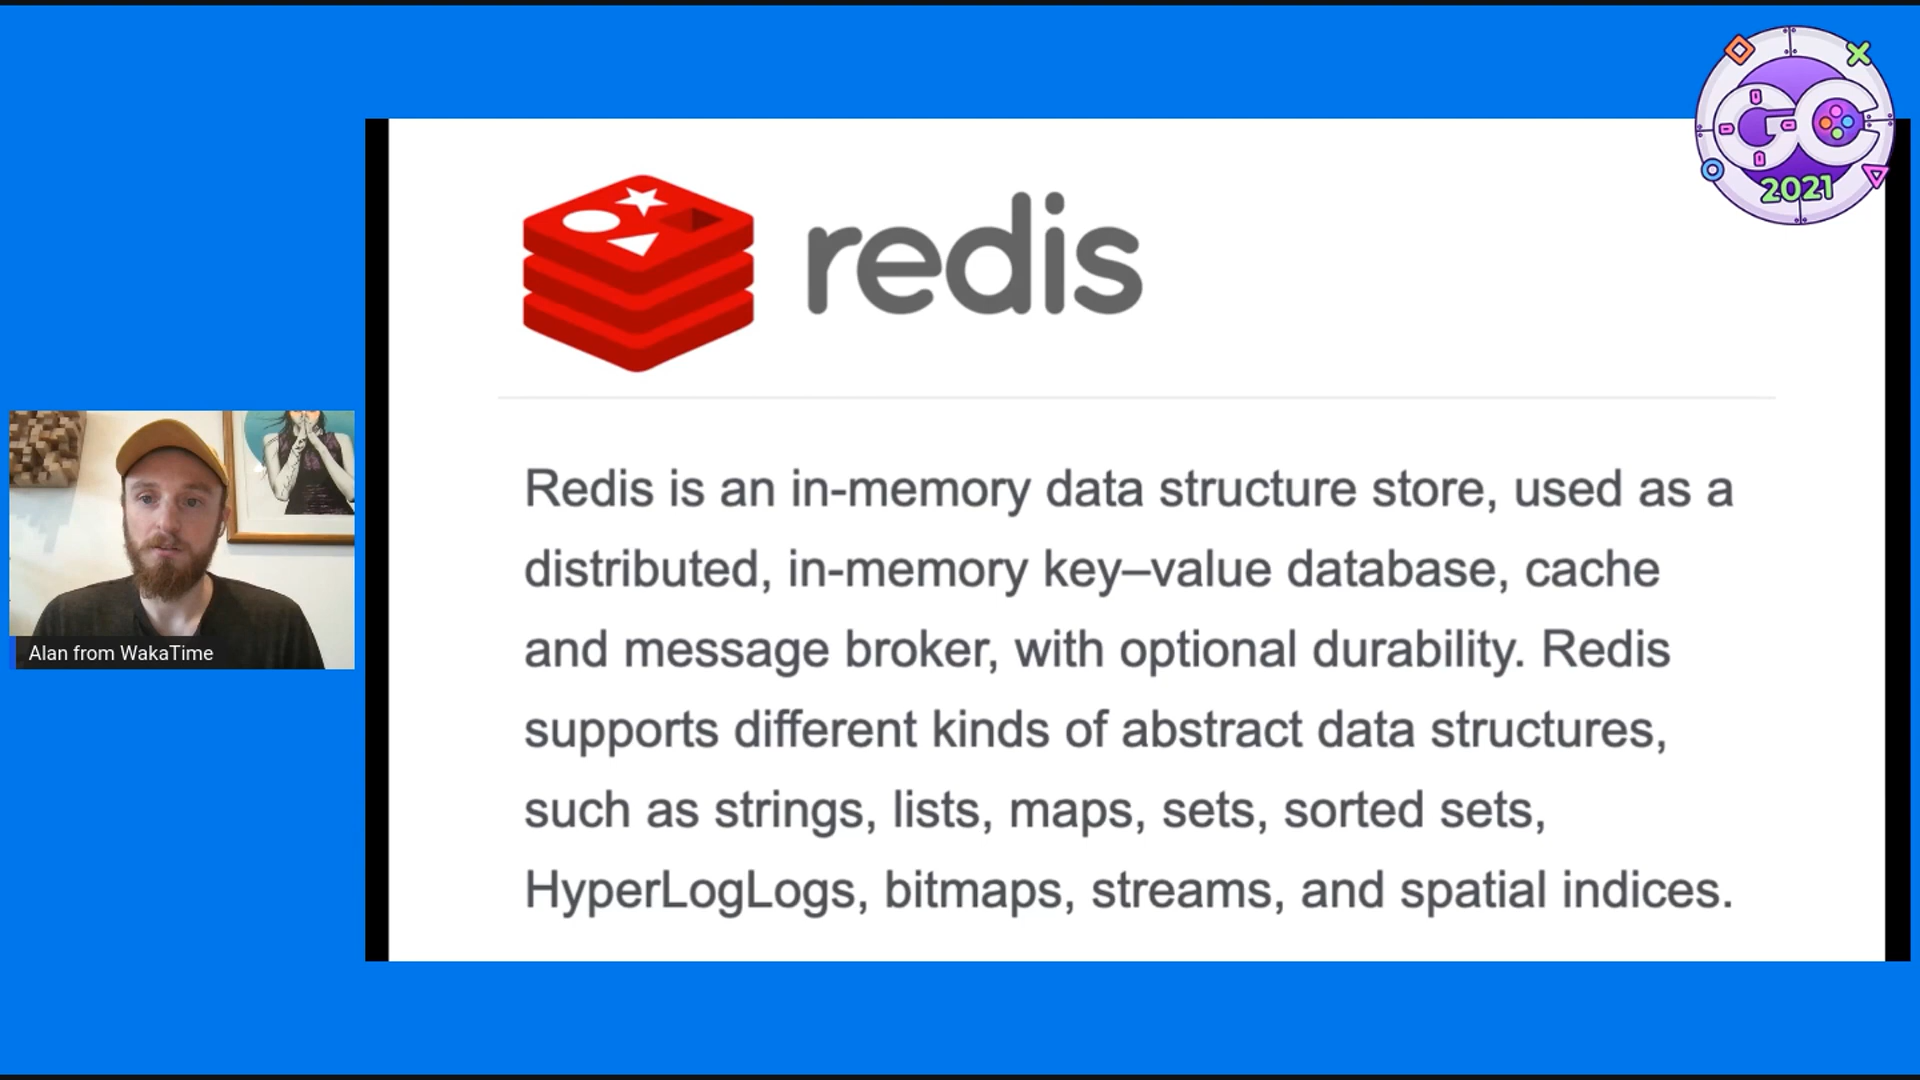 GC
2021
redis
Redis is an in-memory data structure store, used as a
distributed, in-memory key–value database, cache
and message broker, with optional durability. Redis
supports different kinds of abstract data structures,
such as strings, lists, maps, sets, sorted sets,
HyperLogLogs, bitmaps, streams, and spatial indices.
Alan from WakaTime